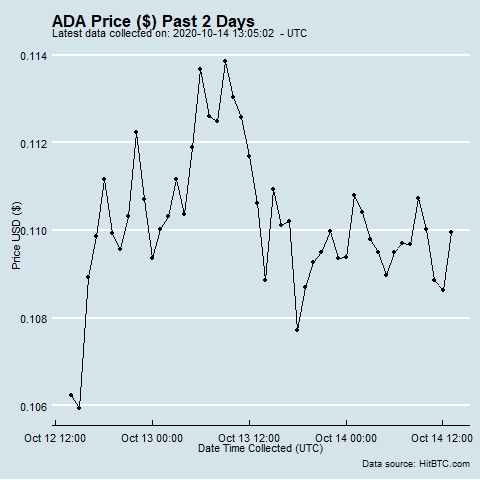 ADA Price ($) Past 2 Days
Latest data collected on: 2020-10-14 13:05:02  - UTC
0.114
0.112
0.110
0.108
0.106
Price USD ($)
Oct 12 12:00 Oct 13 00:00 Oct 13 12:00 Oct 14 00:00 Oct 14 12:00
Date Time Collected (UTC)
Data source: HitBTC.com